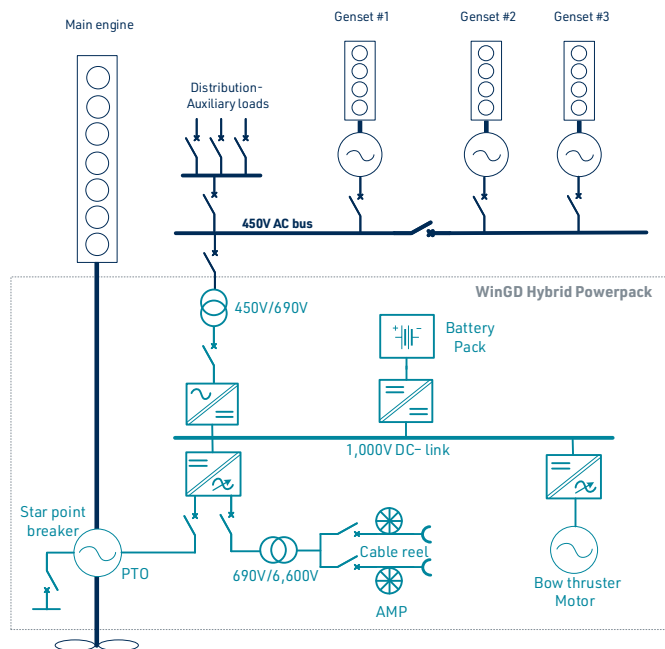 Main engine
Genset #1
Genset #2
Genset #3
Distribution-
Auxiliary loads
450V AC bus
WinGD Hybrid Powerpack
450V/690V
Battery
Pack
1,000V DC– link
Star point
breaker
PTO
690V/6,600V
Cable reel
AMP
Bow thruster
Motor